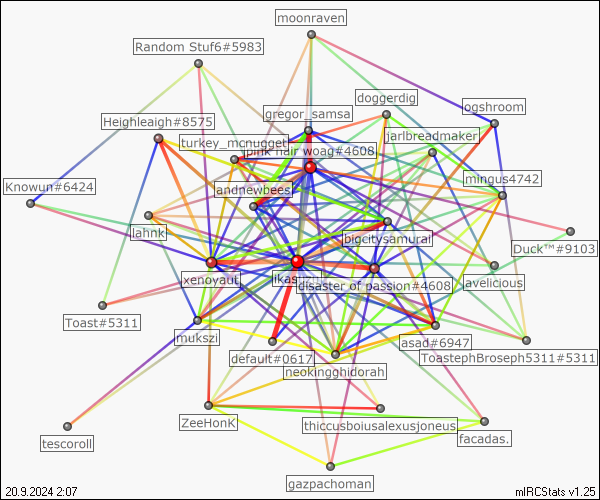 moonraven
Random Stuf6#5983
doggerdig
ogshroom
gregor_samsa
Heighleaigh#8575
jarlbreadmaker
turkey_mcnugget
pink hair woag#4608
mingus4742
Knowun#6424
andnewbees
lahnk
bigcitysamurai
Duck™#9103
xenoyaut
disaster of passion#4608
javelicious
Toast#5311
mukszi
asad#6947
default#0617
ToastephBroseph5311#5311
neokingghidorah
ZeeHonK
thiccusboiusalexusjoneus
tescoroll
facadas.
gazpachoman
20.9.2024 2:07
mIRCStats v1.25